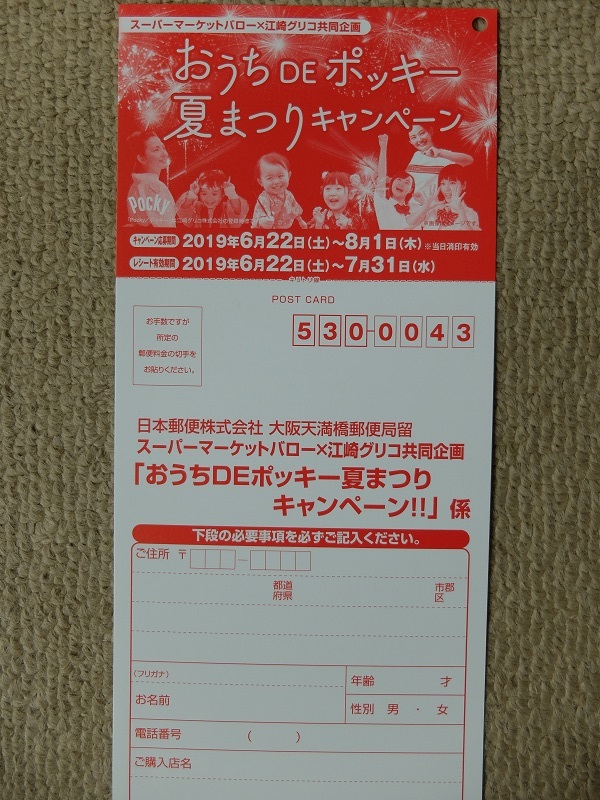 スーパーマーケットバロー×江崎グリコ共同企画
おうちDEポッキー
夏まつりキャンペーン
Pocky
キャンペーン応募期間 2019年6月22日(土)～8月1日(木) ※当日消印有効
レシート有効期間 2019年6月22日(土)～7月31日(水)
POST CARD
お手数ですが
所定の
郵便料金の切手を
お貼りください。
530-0043
日本郵便株式会社 大阪天満橋郵便局留
スーパーマーケットバロー×江崎グリコ共同企画
「おうちDEポッキー夏まつり
キャンペーン!!」係
下段の必要事項を必ずご記入ください。
ご住所 〒 －
都道 市郡
府県 区
(フリガナ)
お名前
年齢 才
性別 男 ・ 女
電話番号 ( )
ご購入店名